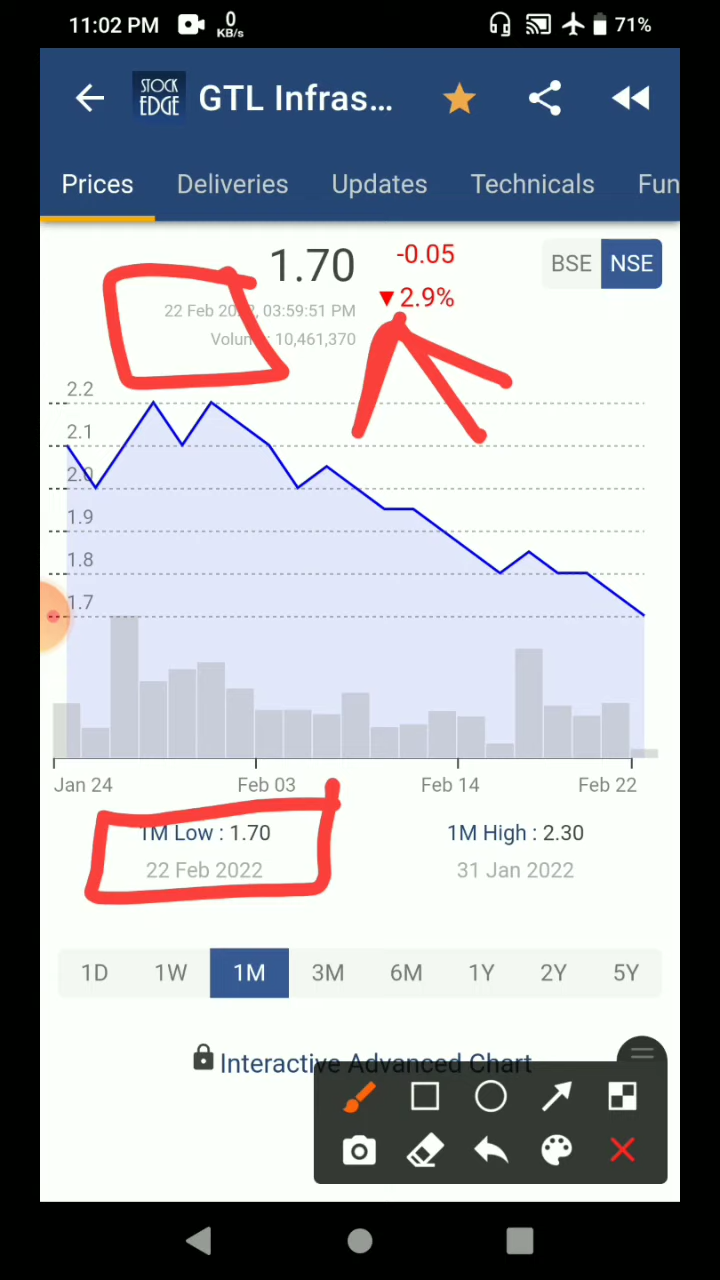 11:02 PM 0 KB/s 71%
STOCK EDGE GTL Infras...
Prices Deliveries Updates Technicals Fun
1.70 -0.05 BSE NSE
▼2.9%
22 Feb 2022, 03:59:51 PM
Volume: 10,461,370
2.2
2.1
2.0
1.9
1.8
1.7
Jan 24 Feb 03 Feb 14 Feb 22
1M Low : 1.70 1M High : 2.30
22 Feb 2022 31 Jan 2022
1D 1W 1M 3M 6M 1Y 2Y 5Y
Interactive Advanced Chart